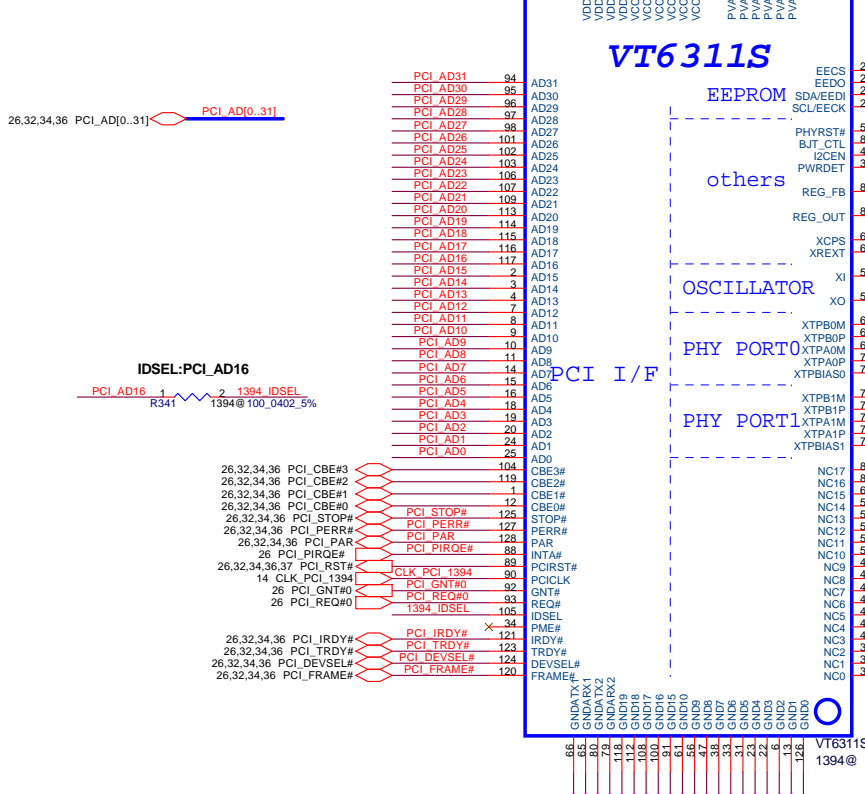 VT6311S
EEPROM
others
OSCILLATOR
PHY PORT0
PCI I/F
PHY PORT1
26,32,34,36 PCI_AD[0..31] PCI_AD[0..31]
IDSEL:PCI_AD16
PCI_AD16 1 2 1394_IDSEL
R341 1394@100_0402_5%
PCI_AD31 94 AD31
PCI_AD30 95 AD30
PCI_AD29 96 AD29
PCI_AD28 97 AD28
PCI_AD27 98 AD27
PCI_AD26 101 AD26
PCI_AD25 102 AD25
PCI_AD24 103 AD24
PCI_AD23 106 AD23
PCI_AD22 107 AD22
PCI_AD21 109 AD21
PCI_AD20 113 AD20
PCI_AD19 114 AD19
PCI_AD18 115 AD18
PCI_AD17 116 AD17
PCI_AD16 117 AD16
PCI_AD15 2 AD15
PCI_AD14 3 AD14
PCI_AD13 4 AD13
PCI_AD12 7 AD12
PCI_AD11 8 AD11
PCI_AD10 9 AD10
PCI_AD9 10 AD9
PCI_AD8 11 AD8
PCI_AD7 14 AD7
PCI_AD6 15 AD6
PCI_AD5 16 AD5
PCI_AD4 18 AD4
PCI_AD3 19 AD3
PCI_AD2 20 AD2
PCI_AD1 24 AD1
PCI_AD0 25 AD0
26,32,34,36 PCI_CBE#3 104 CBE3#
26,32,34,36 PCI_CBE#2 119 CBE2#
26,32,34,36 PCI_CBE#1 1 CBE1#
26,32,34,36 PCI_CBE#0 12 CBE0#
26,32,34,36 PCI_STOP# PCI_STOP# 125 STOP#
26,32,34,36 PCI_PERR# PCI_PERR# 127 PERR#
26,32,34,36 PCI_PAR PCI_PAR 128 PAR
26 PCI_PIRQE# PCI_PIRQE# 88 INTA#
26,32,34,36,37 PCI_RST# 89 PCIRST#
14 CLK_PCI_1394 CLK_PCI_1394 90 PCICLK
26 PCI_GNT#0 PCI_GNT#0 92 GNT#
26 PCI_REQ#0 PCI_REQ#0 93 REQ#
1394_IDSEL 105 IDSEL
34 PME#
26,32,34,36 PCI_IRDY# PCI_IRDY# 121 IRDY#
26,32,34,36 PCI_TRDY# PCI_TRDY# 123 TRDY#
26,32,34,36 PCI_DEVSEL# PCI_DEVSEL# 124 DEVSEL#
26,32,34,36 PCI_FRAME# PCI_FRAME# 120 FRAME#
EECS
EEDO
SDA/EEDI
SCL/EECK
PHYRST#
BJT_CTL
I2CEN
PWRDET
REG_FB
REG_OUT
XCPS
XREXT
XI
XO
XTPB0M
XTPB0P
XTPA0M
XTPA0P
XTPBIAS0
XTPB1M
XTPB1P
XTPA1M
XTPA1P
XTPBIAS1
NC17
NC16
NC15
NC14
NC13
NC12
NC11
NC10
NC9
NC8
NC7
NC6
NC5
NC4
NC3
NC2
NC1
NC0
GNDATX1 66
GNDARX1 65
GNDATX2 80
GNDARX2 79
GND19 118
GND18 112
GND17 108
GND16 100
GND15 91
GND10 61
GND9 56
GND8 47
GND7 38
GND6 33
GND5 31
GND4 23
GND3 22
GND2 6
GND1 13
GND0 126
VT6311S
1394@